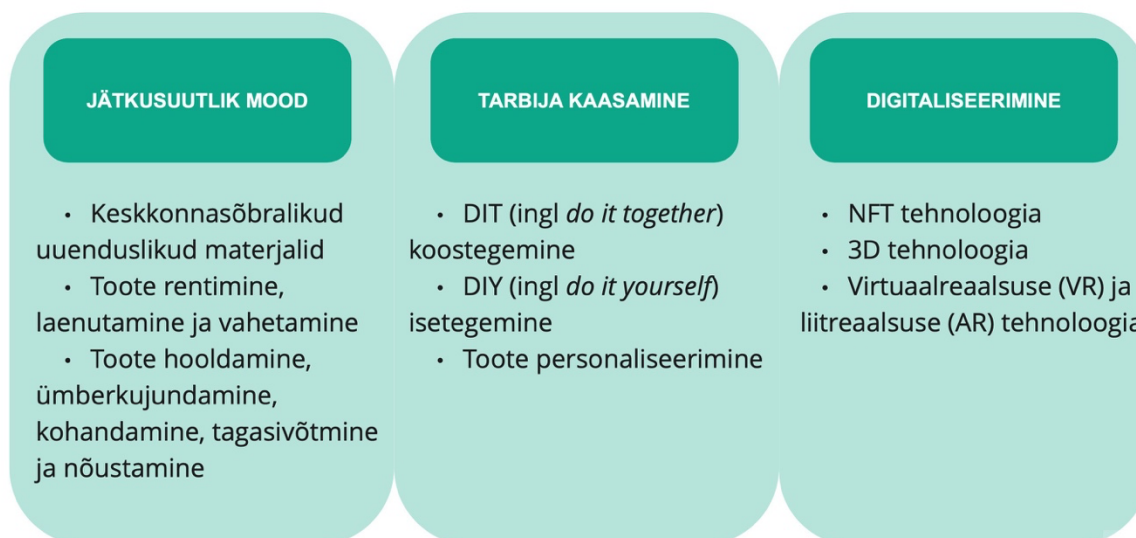 JÄTKUSUUTLIK MOOD
• Keskkonnasõbralikud
uuenduslikud materjalid
• Toote rentimine,
laenutamine ja vahetamine
• Toote hooldamine,
ümberkujundamine,
kohandamine, tagasivõtmine
ja nõustamine
TARBIJA KAASAMINE
• DIT (ingl do it together)
koostegemine
• DIY (ingl do it yourself)
isetegemine
• Toote personaliseerimine
DIGITALISEERIMINE
• NFT tehnoloogia
• 3D tehnoloogia
• Virtuaalreaalsuse (VR) ja
liitreaalsuse (AR) tehnoloogia